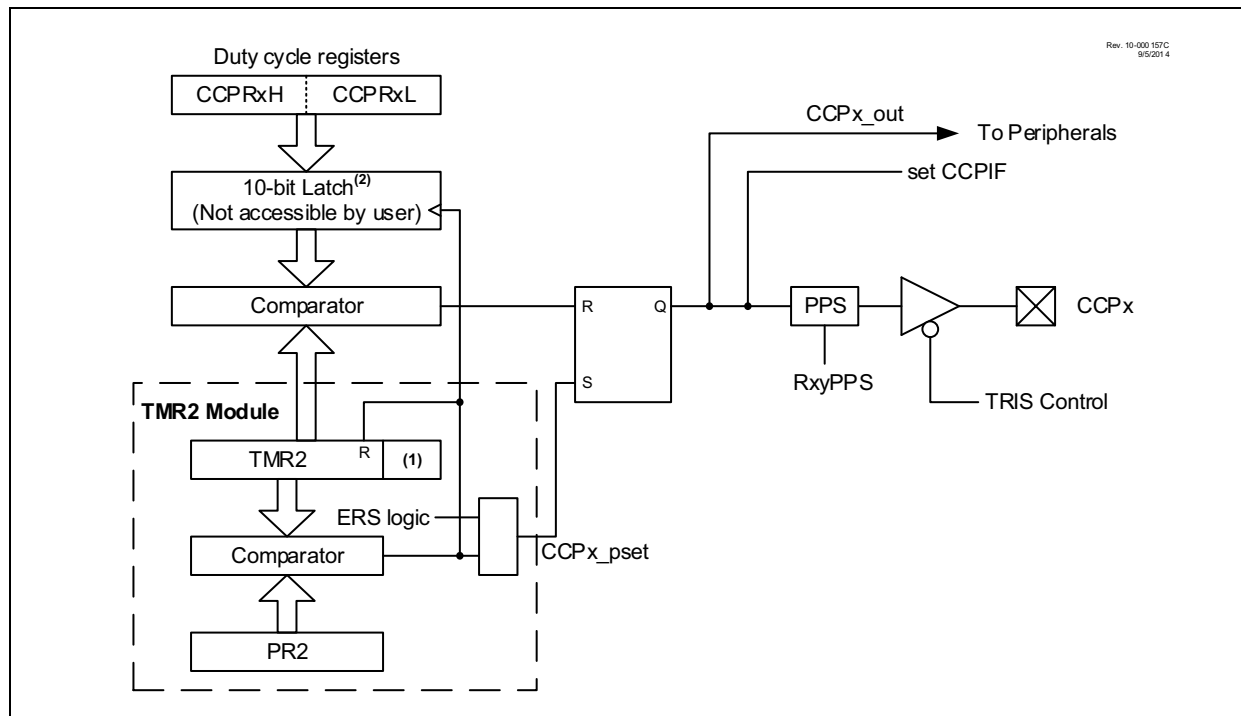 Rev. 10-000 157C
9/5/201 4
Duty cycle registers
CCPRxH CCPRxL
CCPx_out
To Peripherals
set CCPIF
10-bit Latch(2)
(Not accessible by user)
Comparator
R Q
PPS
CCPx
RxyPPS
S
TRIS Control
TMR2 Module
TMR2 R (1)
ERS logic
Comparator
CCPx_pset
PR2